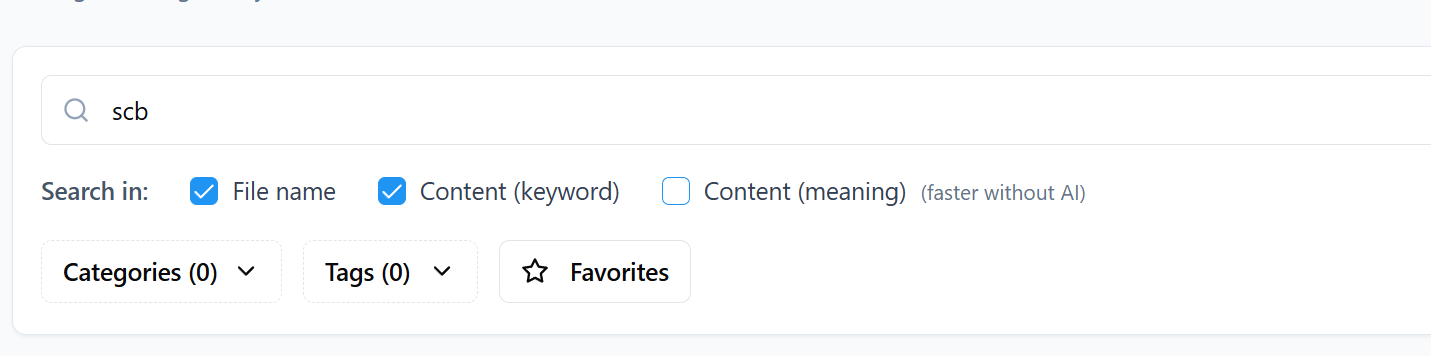 scb
Search in: File name Content (keyword) Content (meaning) (faster without AI)
Categories (0) Tags (0) Favorites